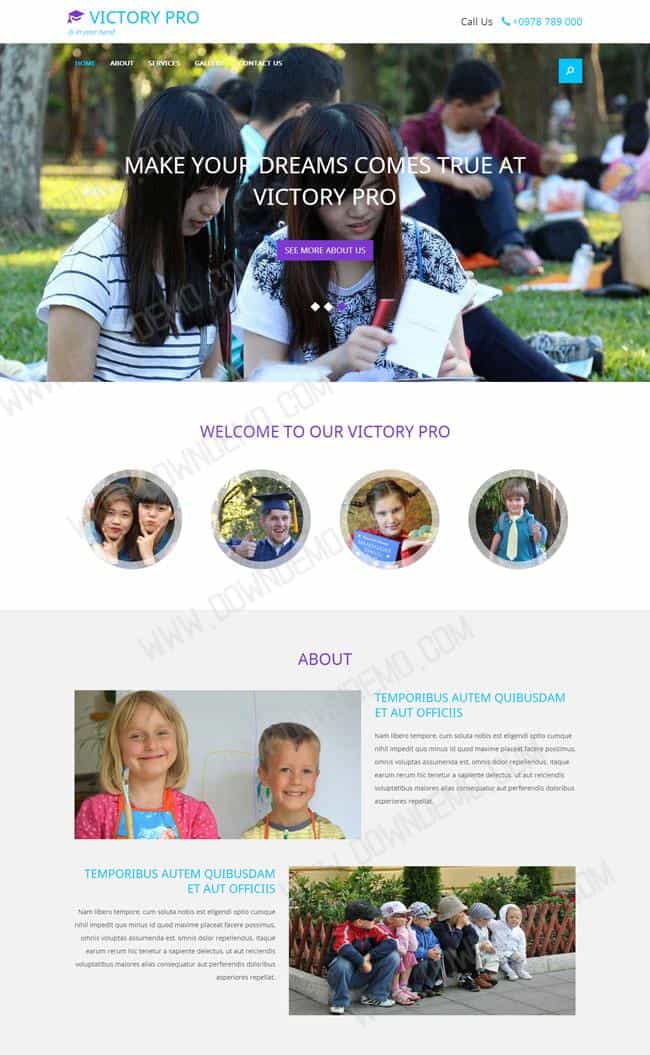 VICTORY PRO
is in your hand
Call Us +0978 789 000
HOME ABOUT SERVICES GALLERY CONTACT US
MAKE YOUR DREAMS COMES TRUE AT
VICTORY PRO
SEE MORE ABOUT US
WELCOME TO OUR VICTORY PRO
ABOUT
TEMPORIBUS AUTEM QUIBUSDAM
ET AUT OFFICIIS
Nam libero tempore, cum soluta nobis est eligendi optio cumque
nihil impedit quo minus id quod maxime placeat facere possimus,
omnis voluptas assumenda est, omnis dolor repellendus. Itaque
earum rerum hic tenetur a sapiente delectus, ut aut reiciendis
voluptatibus maiores alias consequatur aut perferendis doloribus
asperiores repellat.
TEMPORIBUS AUTEM QUIBUSDAM
ET AUT OFFICIIS
Nam libero tempore, cum soluta nobis est eligendi optio cumque
nihil impedit quo minus id quod maxime placeat facere possimus,
omnis voluptas assumenda est, omnis dolor repellendus. Itaque
earum rerum hic tenetur a sapiente delectus, ut aut reiciendis
voluptatibus maiores alias consequatur aut perferendis doloribus
asperiores repellat.
WWW.DOWNDEMO.COM
WWW.DOWNDEMO.COM
WWW.DOWNDEMO.COM